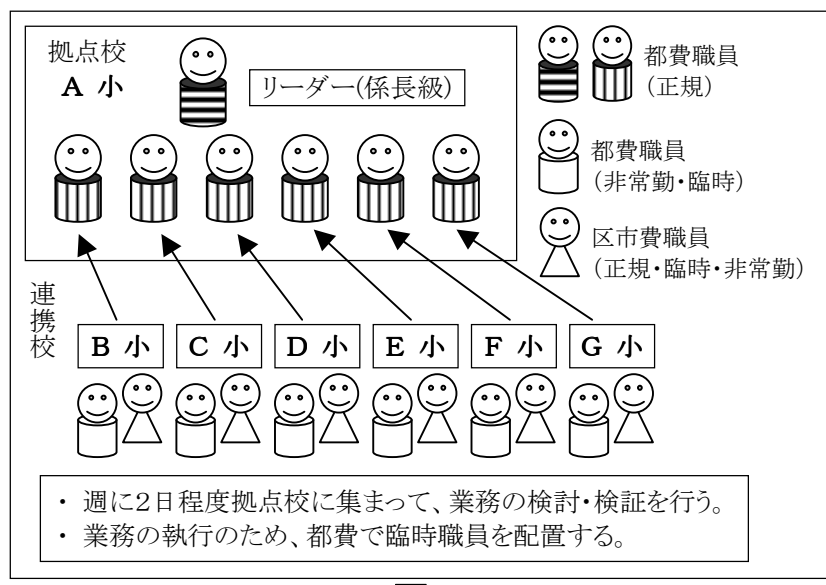 拠点校
A 小
リーダー(係長級)
都費職員
(正規)
都費職員
(非常勤・臨時)
区市費職員
(正規・臨時・非常勤)
連携校
B 小
C 小
D 小
E 小
F 小
G 小
・ 週に2日程度拠点校に集まって、業務の検討・検証を行う。
・ 業務の執行のため、都費で臨時職員を配置する。